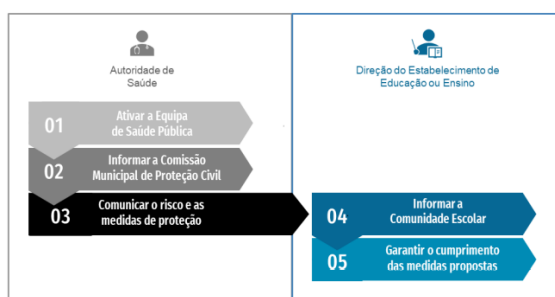 Autoridade de
Saúde
Direção do Estabelecimento de
Educação ou Ensino
01
Ativar a Equipa
de Saúde Pública
02
Informar a Comissão
Municipal de Proteção Civil
03
Comunicar o risco e as
medidas de proteção
04
Informar a
Comunidade Escolar
05
Garantir o cumprimento
das medidas propostas